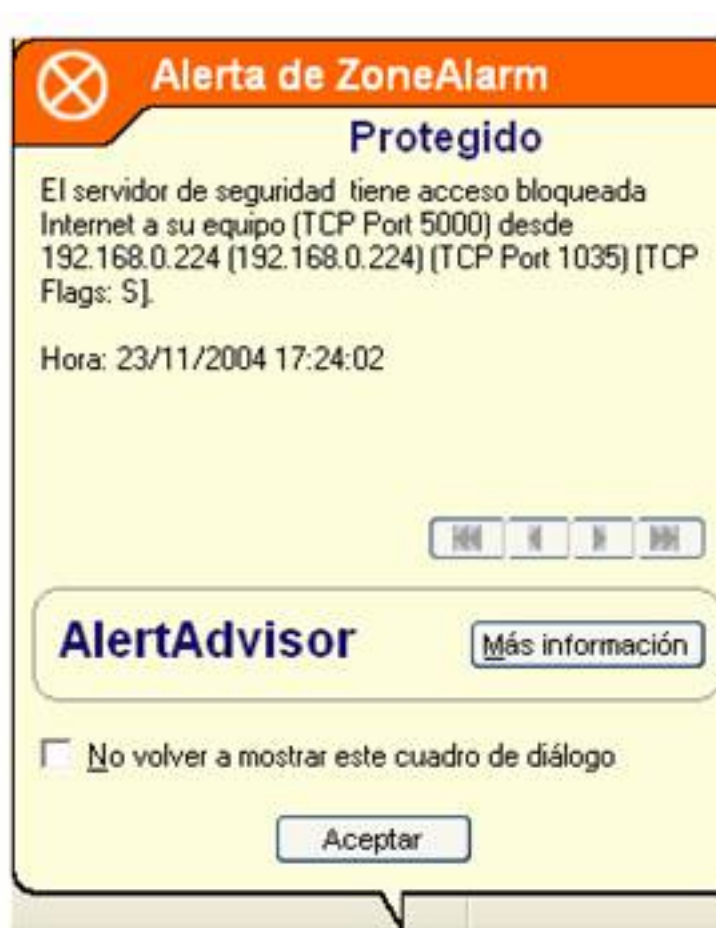 Alerta de ZoneAlarm
Protegido
El servidor de seguridad tiene acceso bloqueada
Internet a su equipo (TCP Port 5000) desde
192.168.0.224 (192.168.0.224) (TCP Port 1035) [TCP
Flags: S].
Hora: 23/11/2004 17:24:02
AlertAdvisor
Más información
No volver a mostrar este cuadro de diálogo
Aceptar